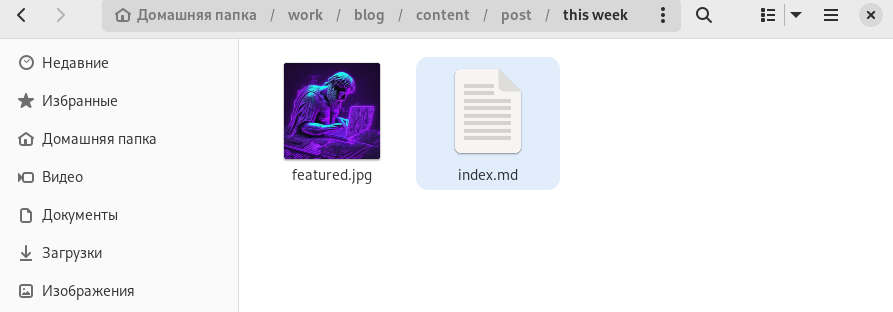 Домашняя папка / work / blog / content / post / this week
Недавние
Избранные
Домашняя папка
Видео
Документы
Загрузки
Изображения
featured.jpg
index.md